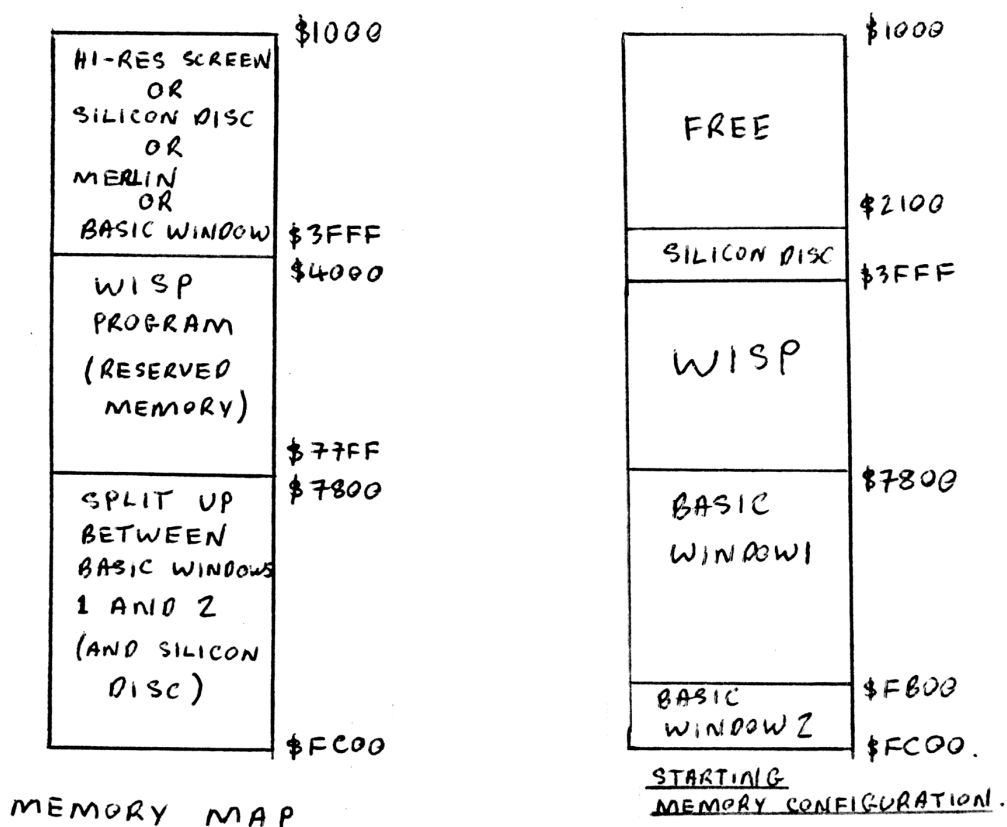 $1000
HI-RES SCREEN
OR
SILICON DISC
OR
MERLIN
OR
BASIC WINDOW
$3FFF
$4000
WISP
PROGRAM
(RESERVED
MEMORY)
$77FF
$7800
SPLIT UP
BETWEEN
BASIC WINDOWS
1 AND 2
(AND SILICON
DISC)
$FC00
MEMORY MAP
$1000
FREE
$2100
SILICON DISC
$3FFF
WISP
$7800
BASIC
WINDOW1
$FB00
BASIC
WINDOW 2
$FC00.
STARTING
MEMORY CONFIGURATION.